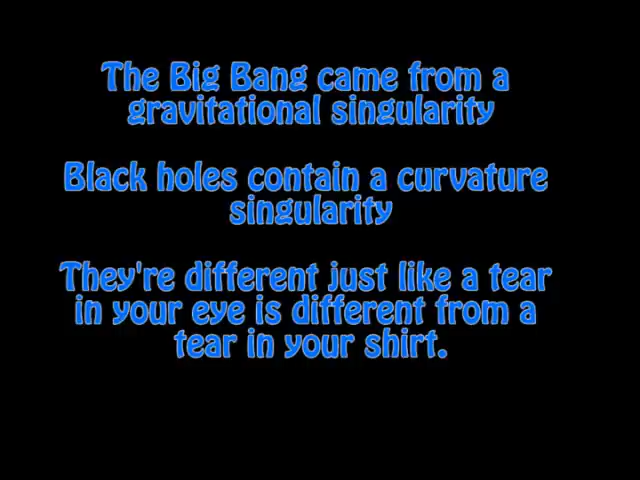 The Big Bang came from a
gravitational singularity
Black holes contain a curvature
singularity
They're different just like a tear
in your eye is different from a
tear in your shirt.